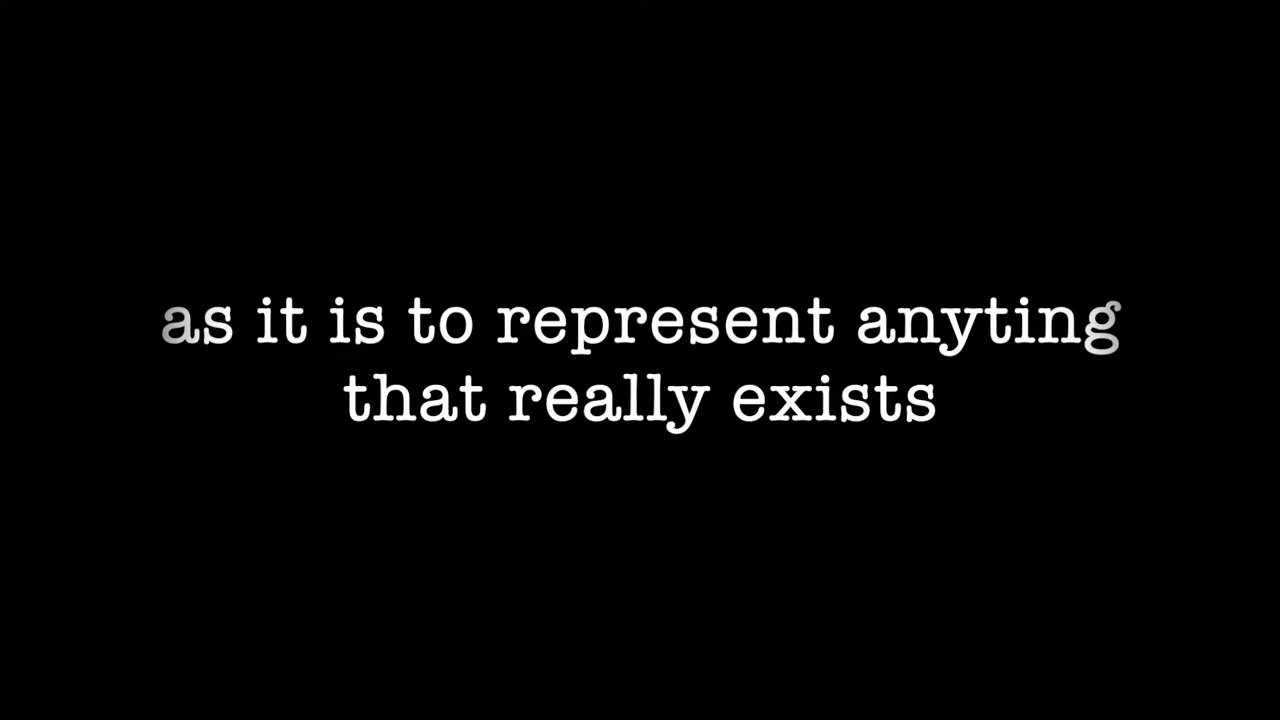 as it is to represent anyting
that really exists